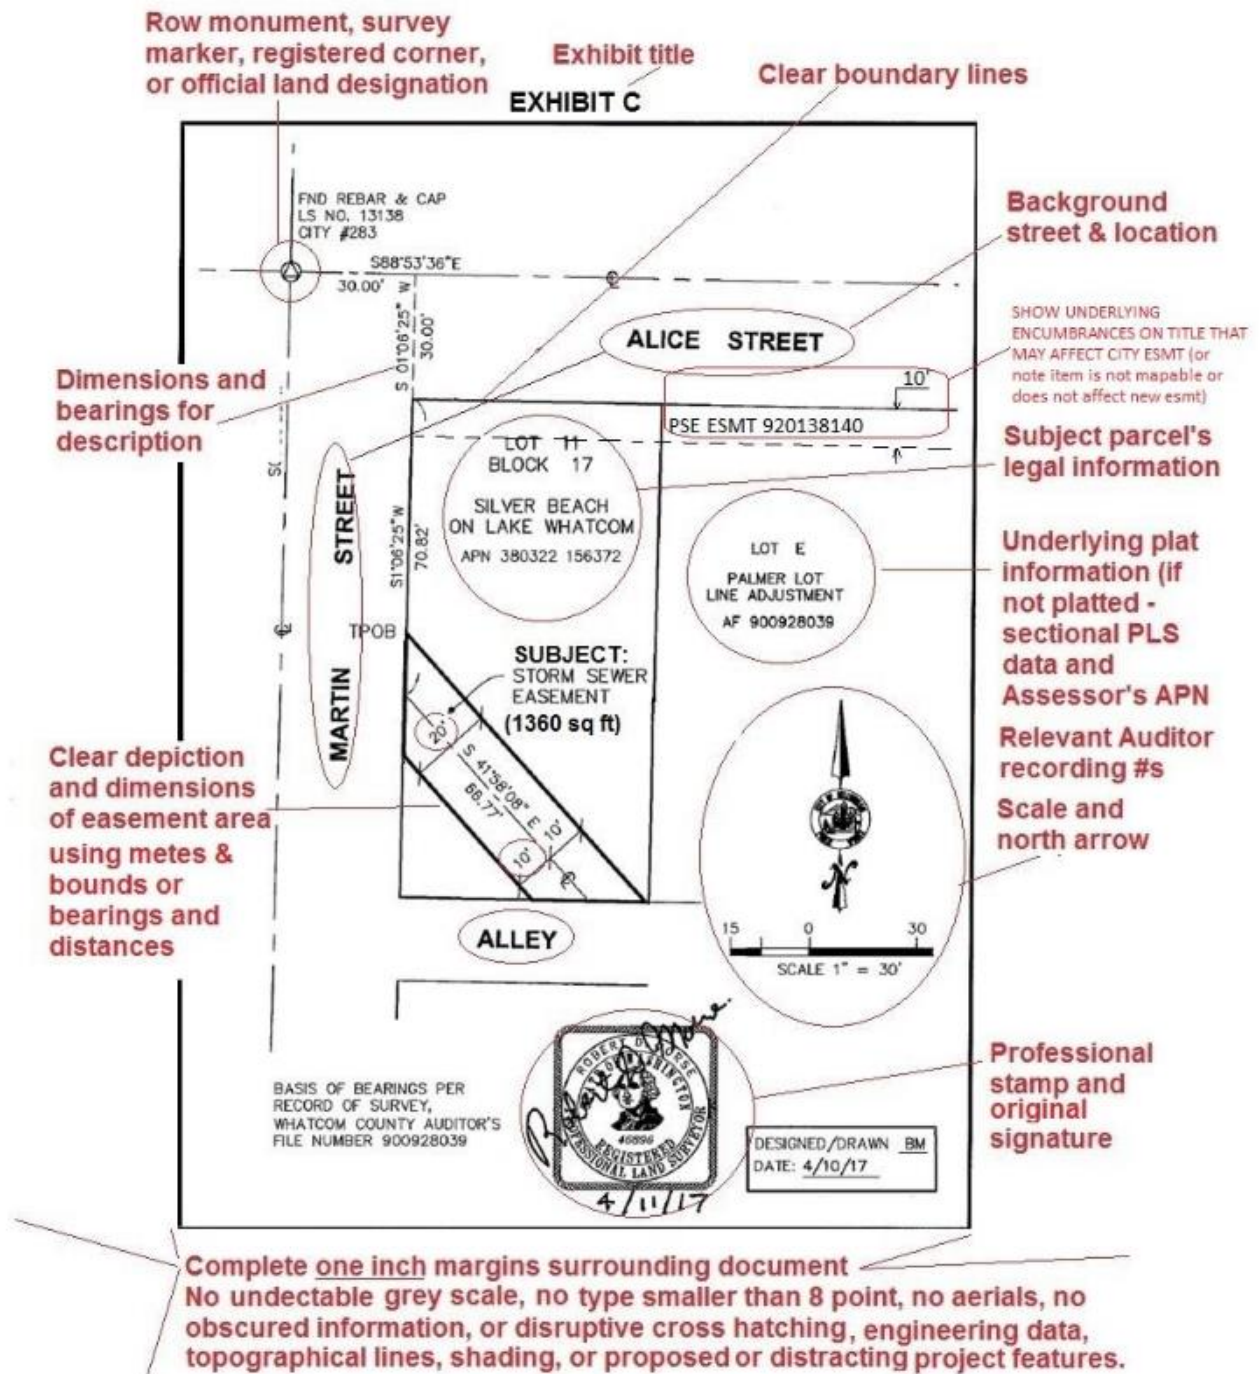 Row monument, survey
marker, registered corner,
or official land designation
Exhibit title
Clear boundary lines
EXHIBIT C
FND REBAR & CAP
LS NO. 13138
CITY #283
S88°53'36"E
30.00'
S 01°06'25" W
30.00'
Background
street & location
ALICE STREET
SHOW UNDERLYING
ENCUMBRANCES ON TITLE THAT
MAY AFFECT CITY ESMT (or
note item is not mapable or
does not affect new esmt)
10'
PSE ESMT 920138140
Dimensions and
bearings for
description
LOT 11
BLOCK 17
SILVER BEACH
ON LAKE WHATCOM
APN 380322 156372
Subject parcel's
legal information
MARTIN STREET
S1°06'25"W
70.82'
LOT E
PALMER LOT
LINE ADJUSTMENT
AF 900928039
Underlying plat
information (if
not platted -
sectional PLS
data and
Assessor's APN
Relevant Auditor
recording #s
Scale and
north arrow
TPOB
SUBJECT:
STORM SEWER
EASEMENT
(1360 sq ft)
20'
S 41°58'08" E
66.77'
10'
10'
Clear depiction
and dimensions
of easement area
using metes &
bounds or
bearings and
distances
ALLEY
N
15 0 30
SCALE 1" = 30'
BASIS OF BEARINGS PER
RECORD OF SURVEY,
WHATCOM COUNTY AUDITOR'S
FILE NUMBER 900928039
46896
REGISTERED
PROFESSIONAL LAND SURVEYOR
4/11/17
DESIGNED/DRAWN BM
DATE: 4/10/17
Professional
stamp and
original
signature
Complete one inch margins surrounding document
No undectable grey scale, no type smaller than 8 point, no aerials, no
obscured information, or disruptive cross hatching, engineering data,
topographical lines, shading, or proposed or distracting project features.